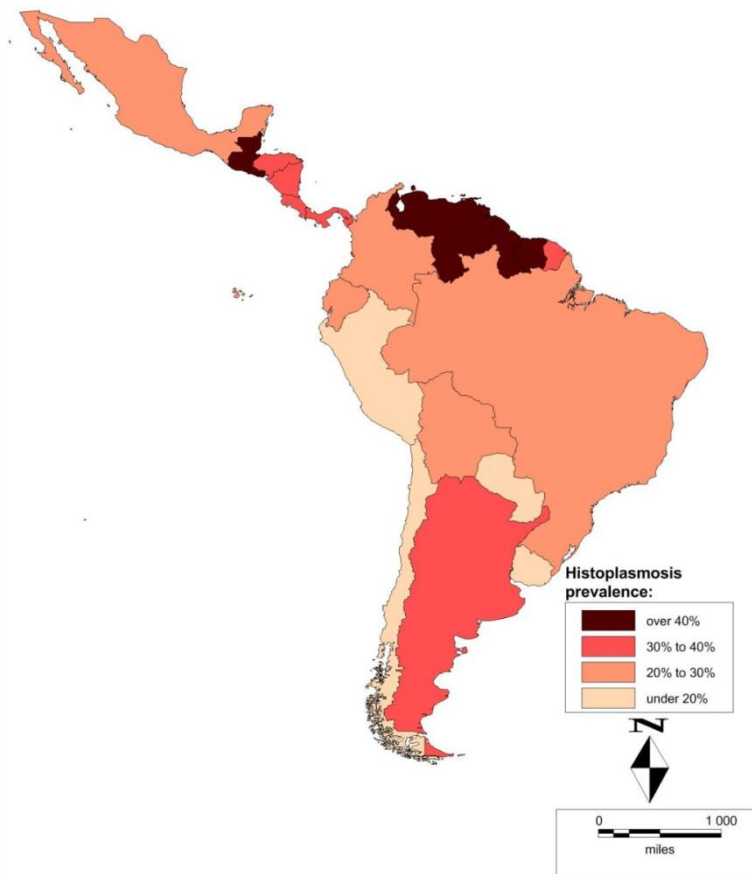 Histoplasmosis
prevalence:
over 40%
30% to 40%
20% to 30%
under 20%
N
0 1 000
miles